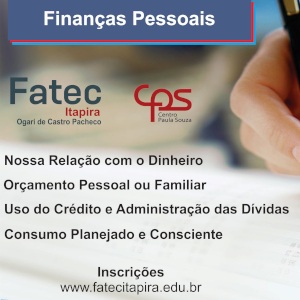 Finanças Pessoais
Fatec
Itapira
Ogari de Castro Pacheco
cps
Centro
Paula Souza
Nossa Relação com o Dinheiro
Orçamento Pessoal ou Familiar
Uso do Crédito e Administração das Dívidas
Consumo Planejado e Consciente
Inscrições
www.fatecitapira.edu.br